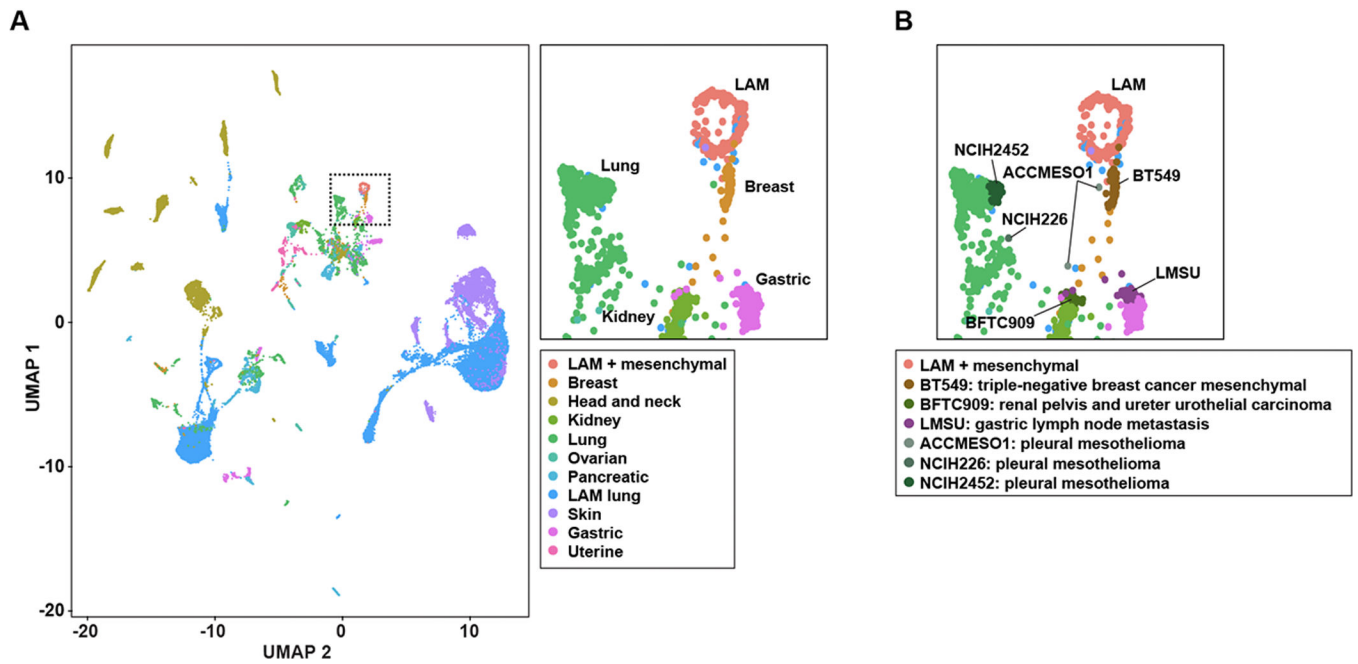 A
UMAP 1
10
0
-10
-20
-20
-10
0
10
UMAP 2
LAM
Lung
Breast
Gastric
Kidney
LAM + mesenchymal
Breast
Head and neck
Kidney
Lung
Ovarian
Pancreatic
LAM lung
Skin
Gastric
Uterine
B
LAM
NCIH2452
ACCMESO1
BT549
NCIH226
LMSU
BFTC909
LAM + mesenchymal
BT549: triple-negative breast cancer mesenchymal
BFTC909: renal pelvis and ureter urothelial carcinoma
LMSU: gastric lymph node metastasis
ACCMESO1: pleural mesothelioma
NCIH226: pleural mesothelioma
NCIH2452: pleural mesothelioma